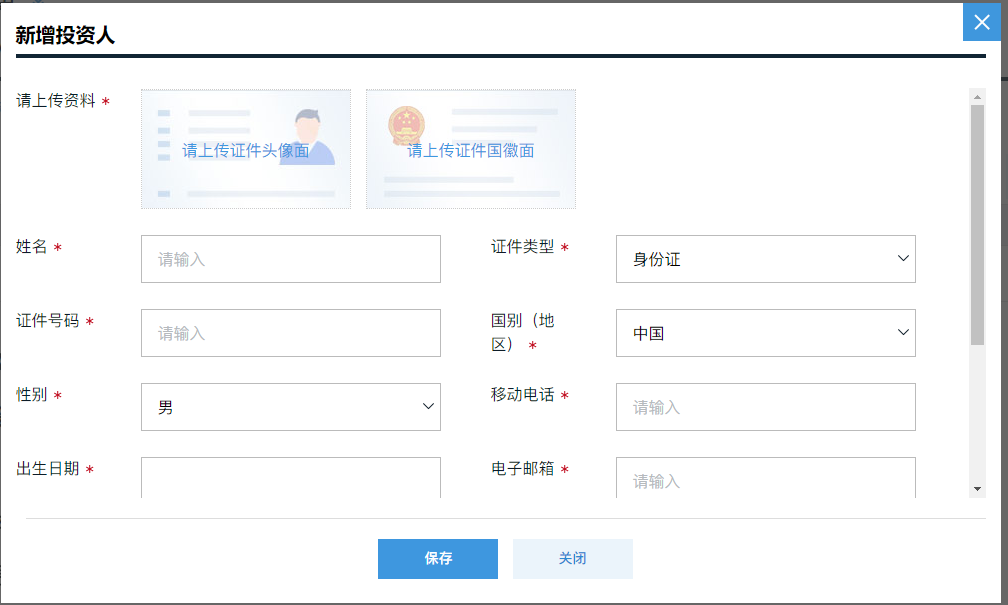 新增投资人
请上传资料 *
请上传证件头像面
请上传证件国徽面
姓名 *
请输入
证件类型 *
身份证
证件号码 *
请输入
国别（地
区） *
中国
性别 *
男
移动电话 *
请输入
出生日期 *
电子邮箱 *
请输入
保存
关闭